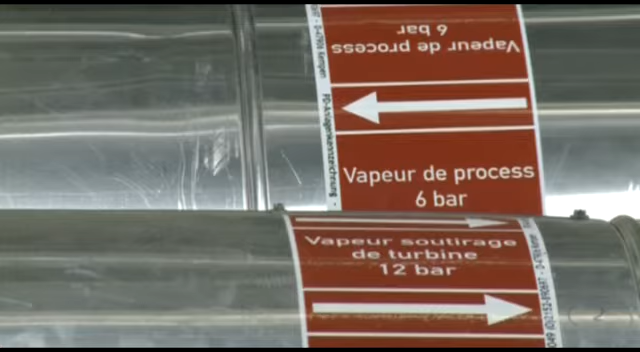 Vapeur de process
6 bar
Vapeur de process
6 bar
Vapeur soutirage
de turbine
12 bar